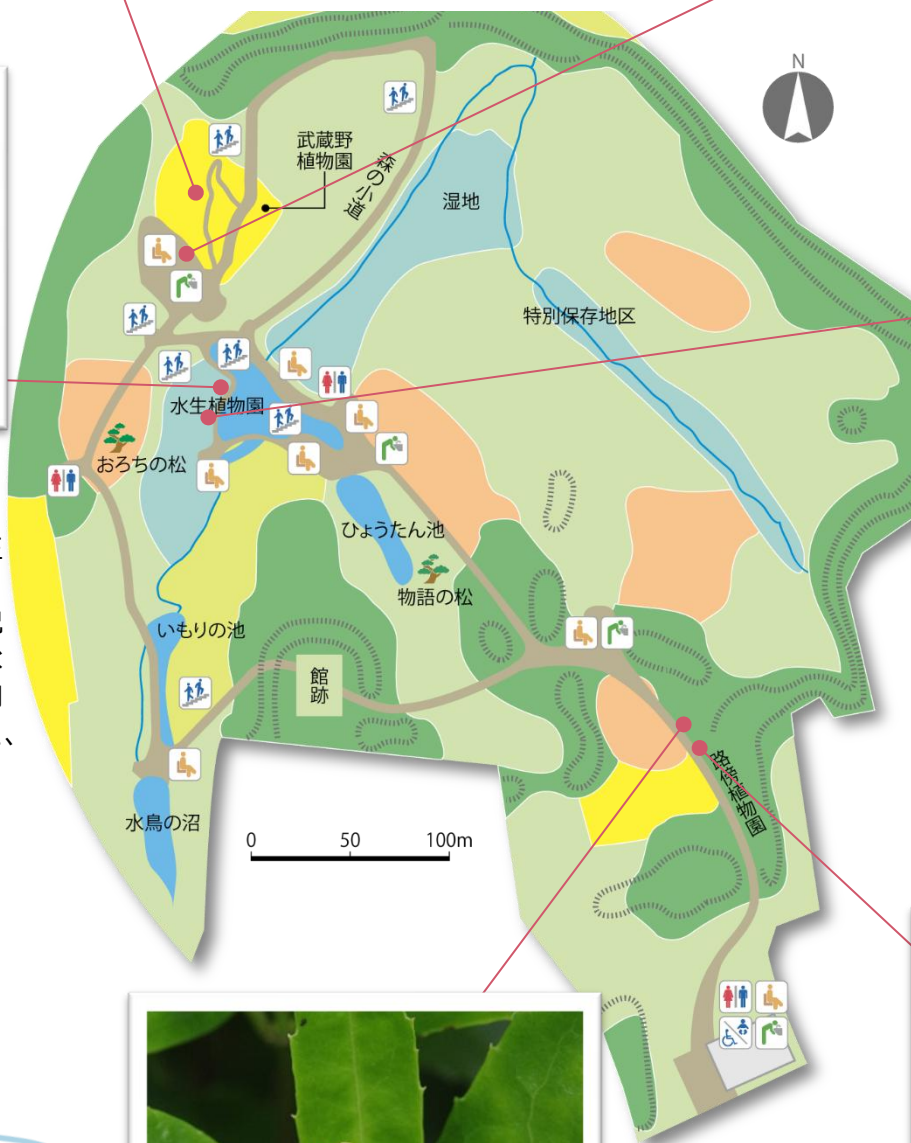 N
武蔵野
植物園
森の小道
湿地
特別保存地区
水生植物園
おろちの松
ひょうたん池
物語の松
いもりの池
館跡
水鳥の沼
0 50 100m
路傍植物園